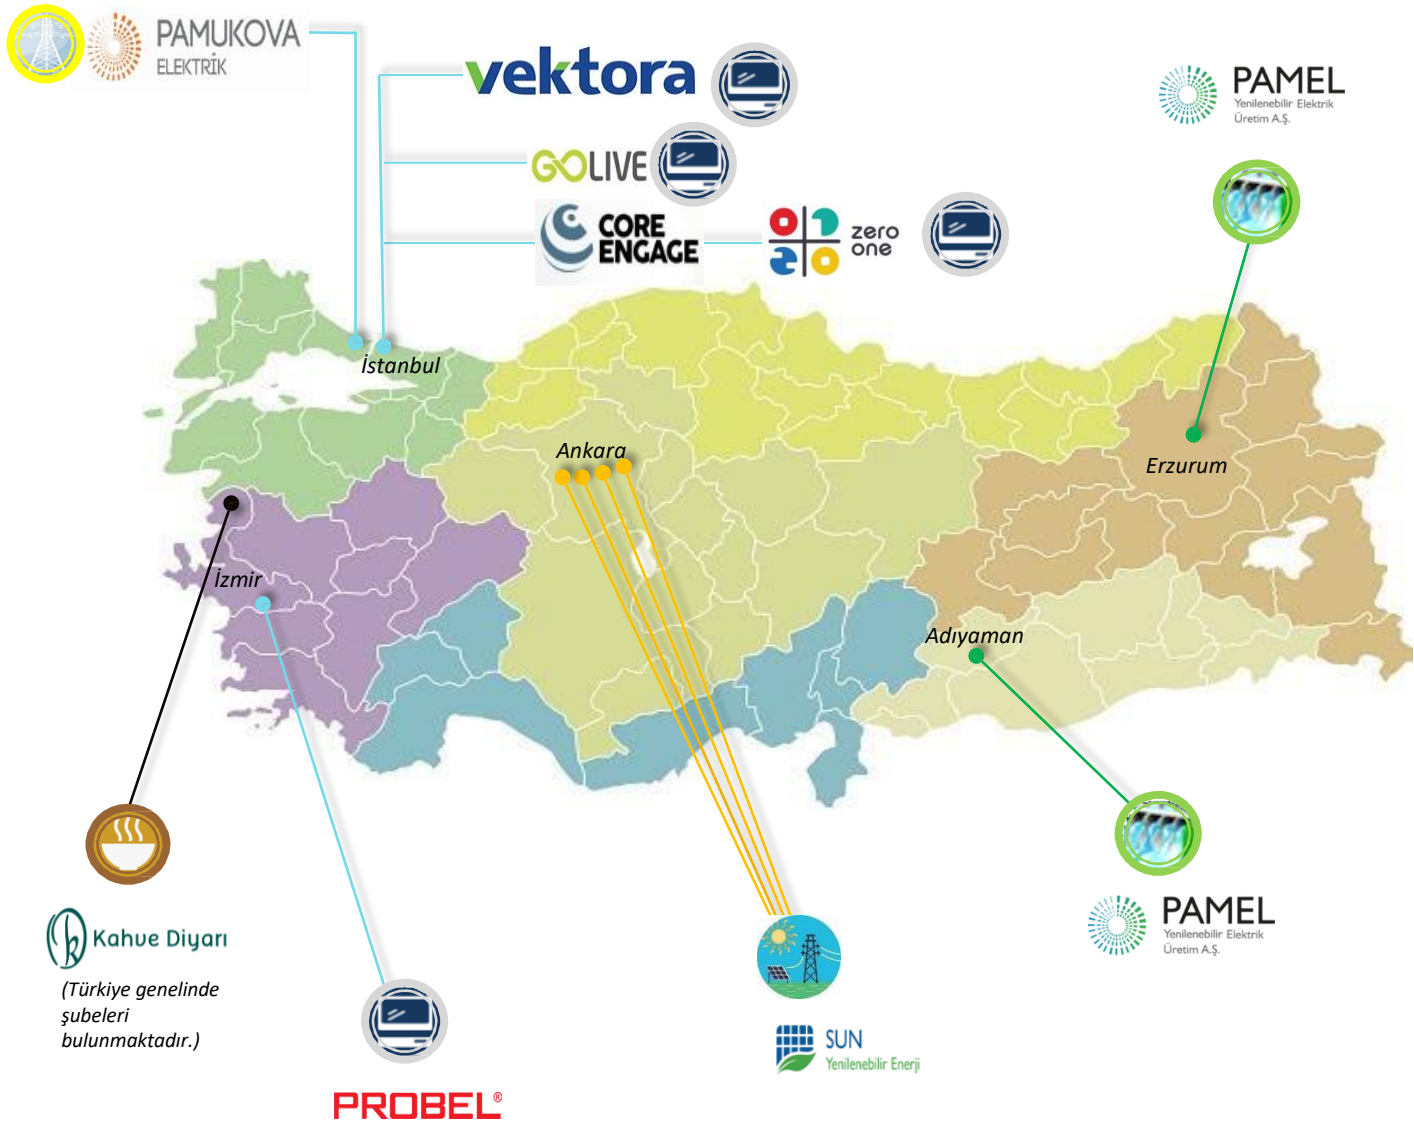 PAMUKOVA
ELEKTRİK
vektora
GOLIVE
CORE
ENGAGE
zero
one
PAMEL
Yenilenebilir Elektrik
Üretim A.Ş.
İstanbul
Ankara
Erzurum
İzmir
Adıyaman
Kahve Diyarı
(Türkiye genelinde
şubeleri
bulunmaktadır.)
PROBEL®
SUN
Yenilenebilir Enerji
PAMEL
Yenilenebilir Elektrik
Üretim A.Ş.